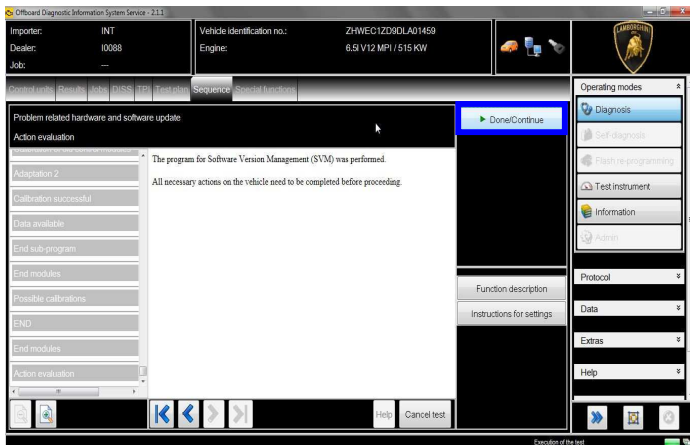 Offboard Diagnostic Information System Service - 2.1.1
Importer: INT
Dealer: I0088
Job: ---
Vehicle identification no.: ZHWEC1ZD9DLA01459
Engine: 6.5l V12 MPI / 515 KW
LAMBORGHINI
Control units Results Jobs DISS TPI Test plan Sequence Special functions
Problem related hardware and software update
Action evaluation
Adaptation 2
Calibration successful
Data available
End sub-program
End modules
Possible calibrations
END
End modules
Action evaluation
The program for Software Version Management (SVM) was performed.
All necessary actions on the vehicle need to be completed before proceeding.
Help
Cancel test
Done/Continue
Function description
Instructions for settings
Operating modes
Diagnosis
Self-diagnosis
Flash re-programming
Test instrument
Information
Admin
Protocol
Data
Extras
Help
Execution of the test